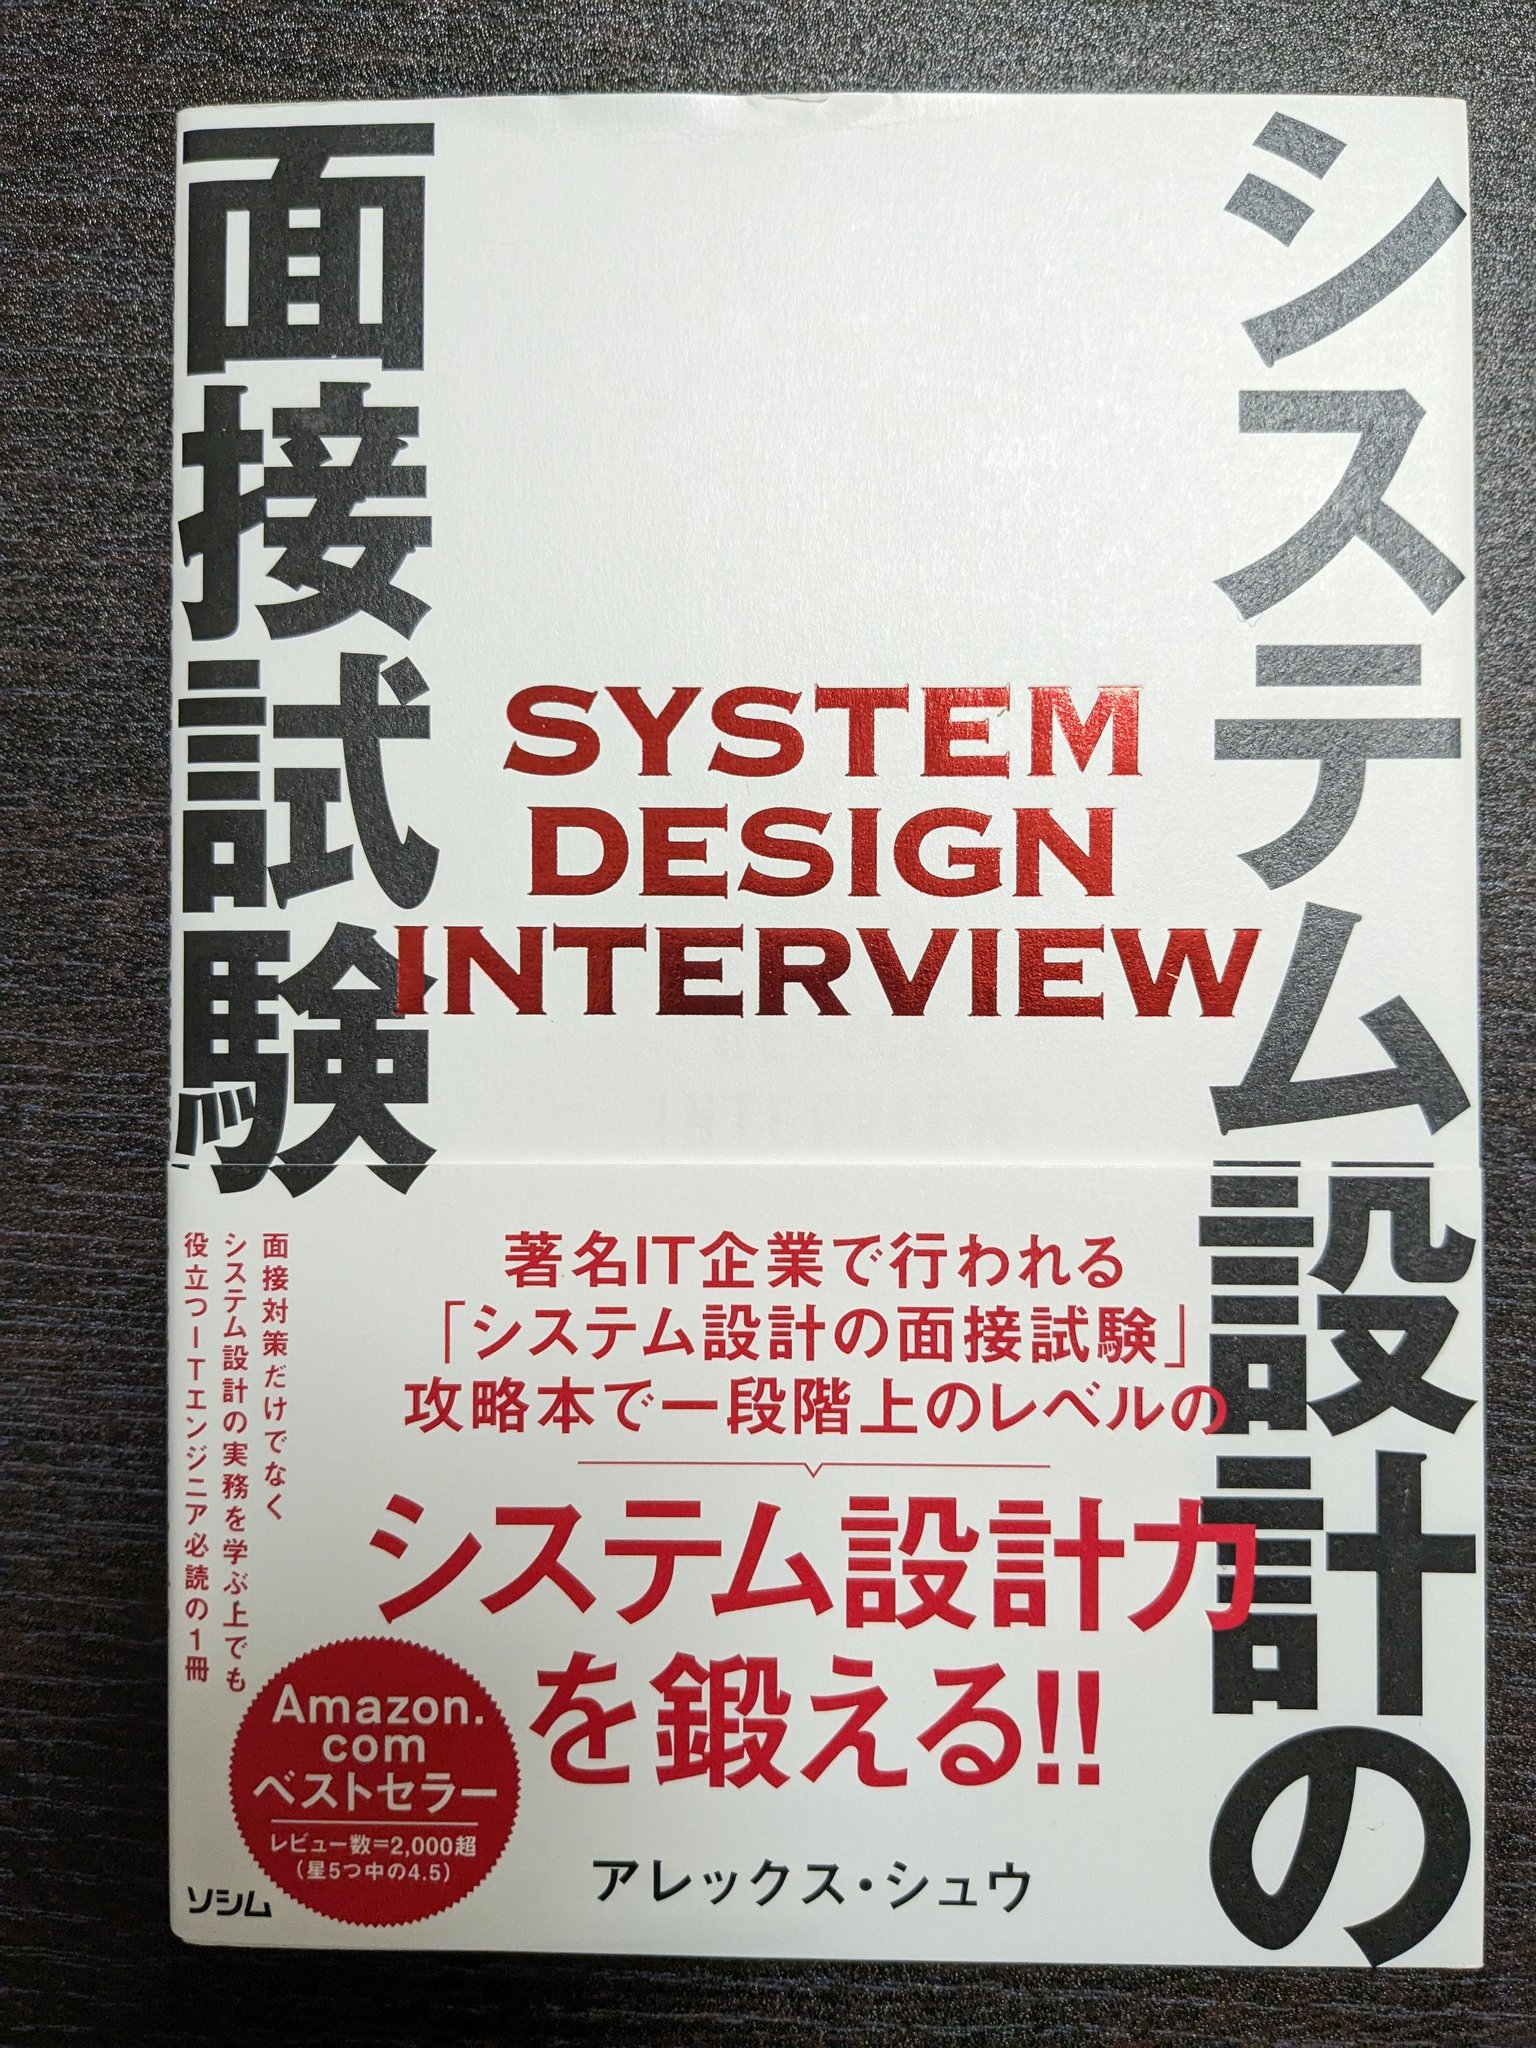 システム設計の
面接試験
SYSTEM
DESIGN
INTERVIEW
著名IT企業で行われる
「システム設計の面接試験」
攻略本で一段階上のレベルの
システム設計力
を鍛える!!
面接対策だけでなく
システム設計の実務を学ぶ上でも
役立つITエンジニア必読の1冊
Amazon.
com
ベストセラー
レビュー数=2,000超
(星5つ中の4.5)
アレックス・シュウ
ソシム